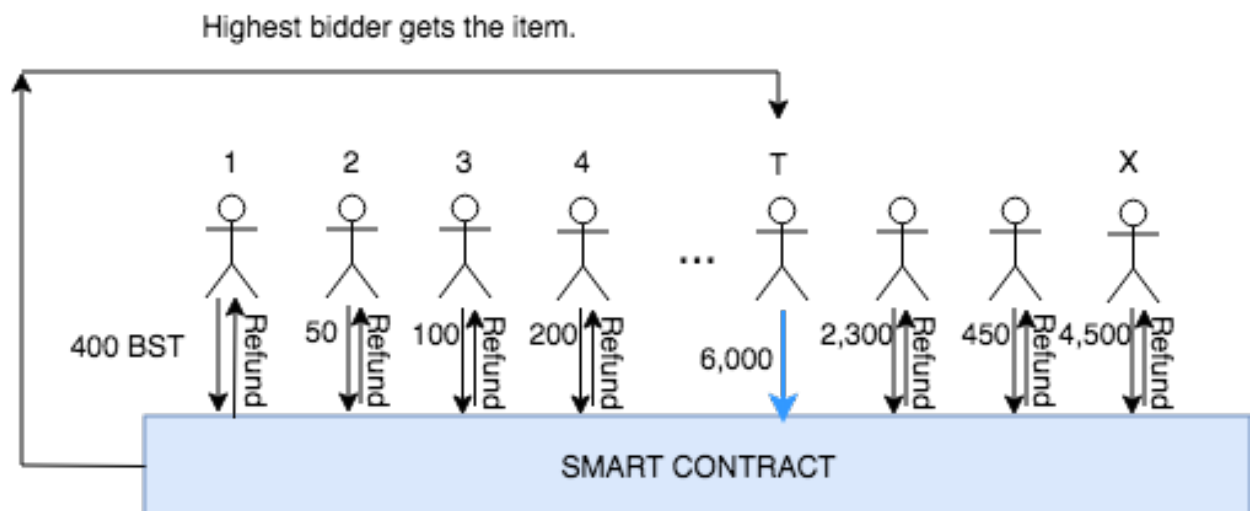 Highest bidder gets the item.
1 2 3 4 T X
...
400 BST Refund 50 Refund 100 Refund 200 Refund 6,000 2,300 Refund 450 Refund 4,500 Refund
SMART CONTRACT